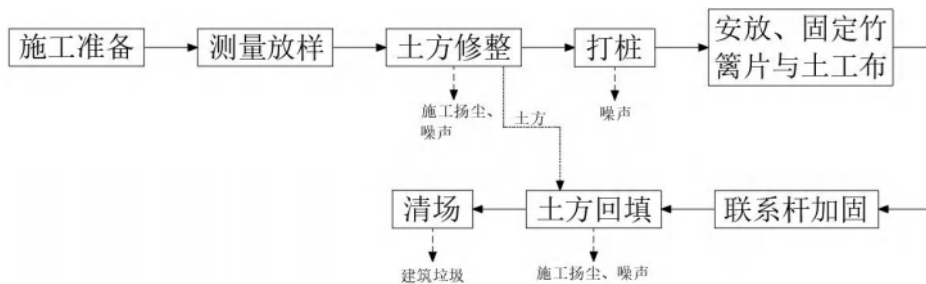 施工准备
测量放样
土方修整
打桩
安放、固定竹
篱片与土工布
施工扬尘、
噪声
土方
噪声
清场
土方回填
联系杆加固
建筑垃圾
施工扬尘、噪声